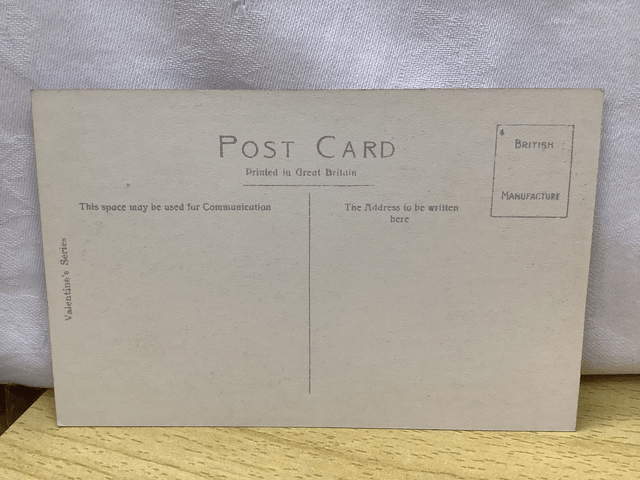 POST CARD
Printed in Great Britain
BRITISH
MANUFACTURE
This space may be used for Communication
The Address to be written
here
Valentine's Series